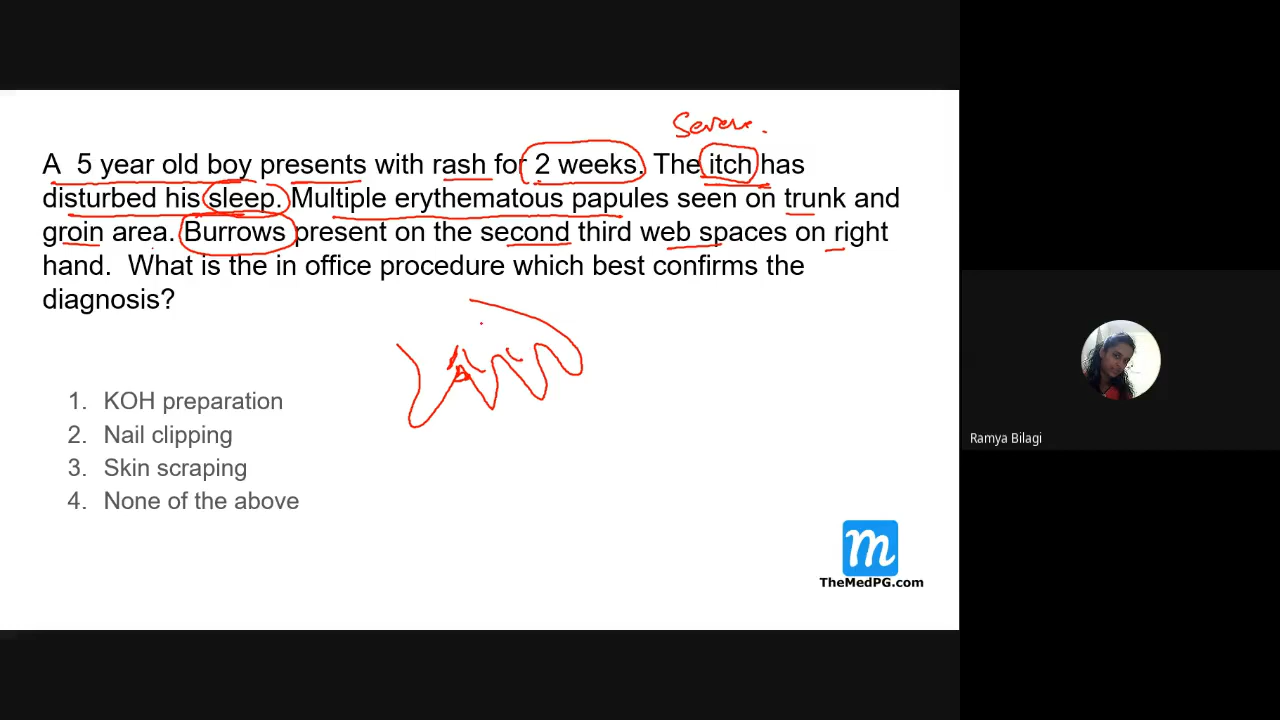 Severe.
A 5 year old boy presents with rash for 2 weeks. The itch has
disturbed his sleep. Multiple erythematous papules seen on trunk and
groin area. Burrows present on the second third web spaces on right
hand. What is the in office procedure which best confirms the
diagnosis?
1. KOH preparation
2. Nail clipping
3. Skin scraping
4. None of the above
m
TheMedPG.com
Ramya Bilagi